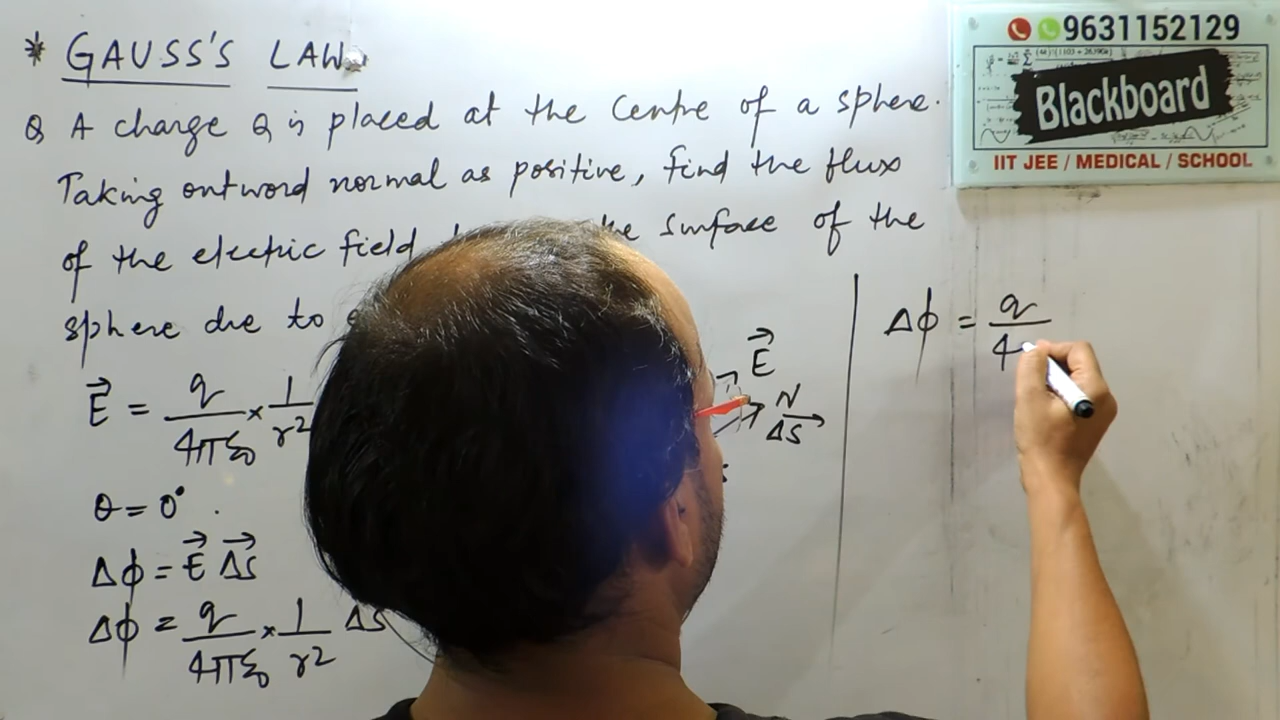 * GAUSS'S LAW
Q A charge Q is placed at the centre of a sphere.
Taking outword normal as positive, find the flux
of the electric field the surface of the
sphere due to
E⃗ = q/4πε₀ × 1/r²
θ = 0°.
Δϕ = E⃗ ΔS⃗
Δϕ = q/4πε₀ × 1/r² ΔS
E⃗
N
ΔS⃗
Δϕ = q/4
9631152129
Blackboard
IIT JEE / MEDICAL / SCHOOL